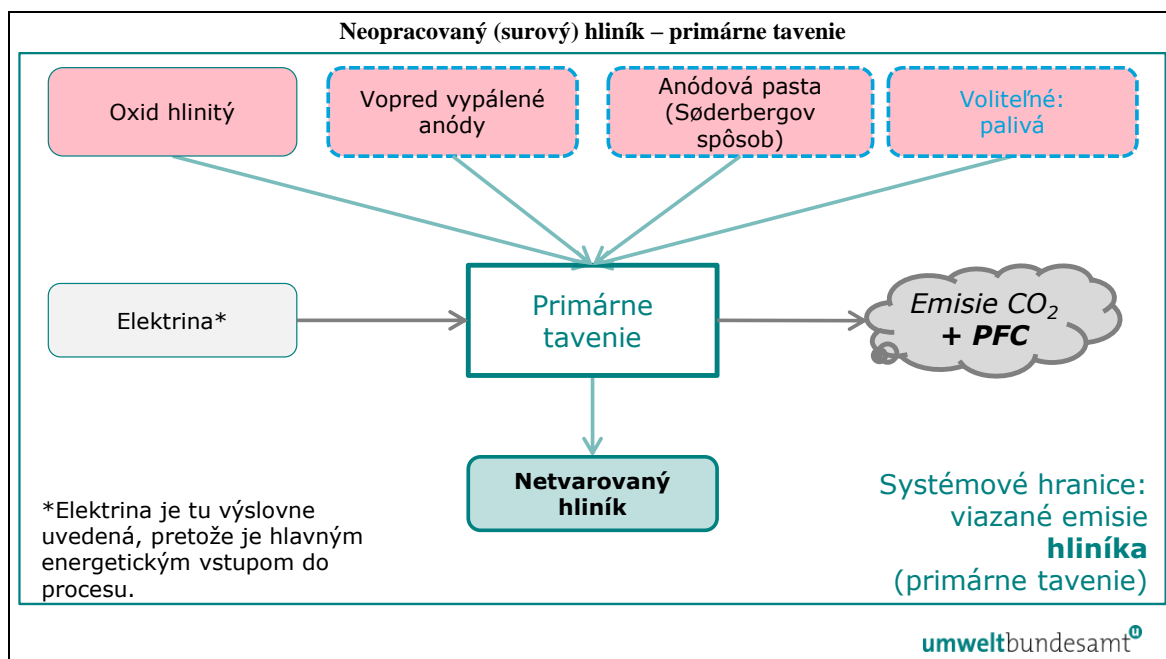 Neopracovaný (surový) hliník – primárne tavenie
Oxid hlinitý
Vopred vypálené
anódy
Anódová pasta
(Søderbergov
spôsob)
Voliteľné:
palivá
Elektrina*
Primárne
tavenie
Emisie CO₂
+ PFC
Netvarovaný
hliník
*Elektrina je tu výslovne
uvedená, pretože je hlavným
energetickým vstupom do
procesu.
Systémové hranice:
viazané emisie
hliníka
(primárne tavenie)
umweltbundesamt